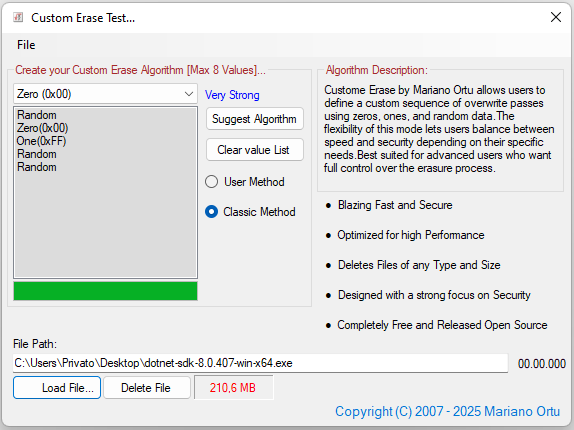 Custom Erase Test...
File
Create your Custom Erase Algorithm [Max 8 Values]...
Zero (0x00)
Very Strong
Random
Zero(0x00)
One(0xFF)
Random
Random
Suggest Algorithm
Clear value List
User Method
Classic Method
Algorithm Description:
Custome Erase by Mariano Ortu allows users to
define a custom sequence of overwrite passes
using zeros, ones, and random data.The
flexibility of this mode lets users balance between
speed and security depending on their specific
needs.Best suited for advanced users who want
full control over the erasure process.
● Blazing Fast and Secure
● Optimized for high Performance
● Deletes Files of any Type and Size
● Designed with a strong focus on Security
● Completely Free and Released Open Source
File Path:
C:\Users\Privato\Desktop\dotnet-sdk-8.0.407-win-x64.exe
00.00.000
Load File...
Delete File
210,6 MB
Copyright (C) 2007 - 2025 Mariano Ortu